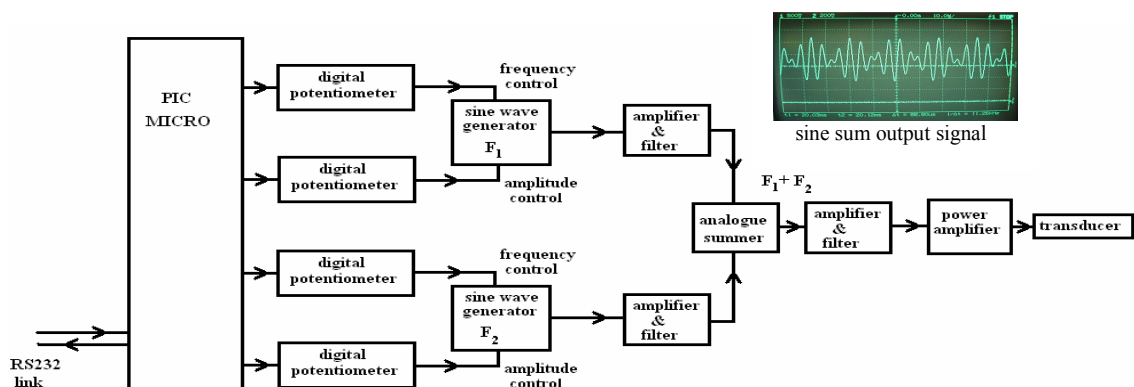 PIC
MICRO
RS232
link
digital
potentiometer
frequency
control
sine wave
generator
F1
digital
potentiometer
amplitude
control
amplifier
&
filter
digital
potentiometer
frequency
control
sine wave
generator
F2
digital
potentiometer
amplitude
control
amplifier
&
filter
analogue
summer
F1+ F2
amplifier
&
filter
power
amplifier
transducer
STOP
sine sum output signal